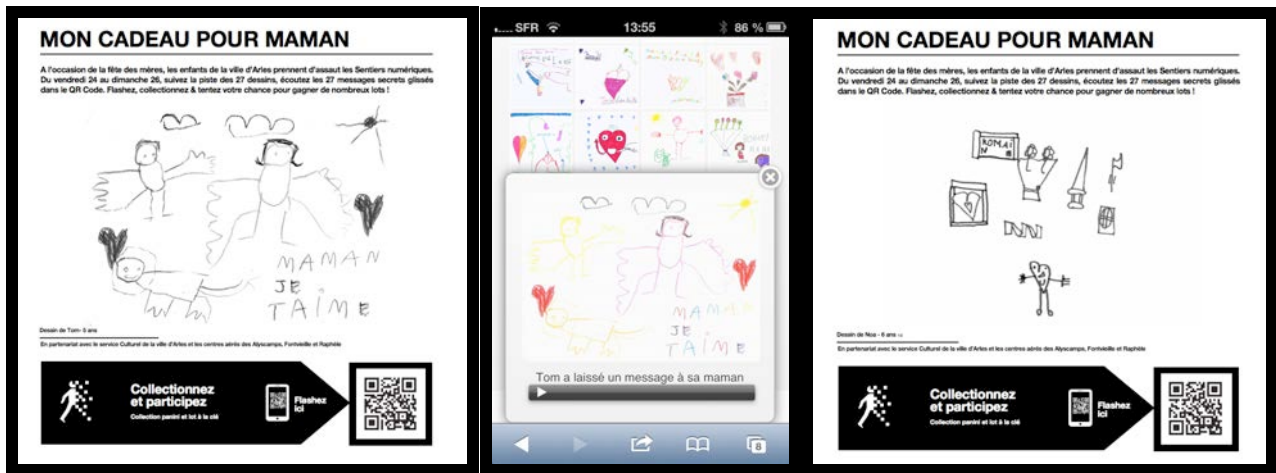 MON CADEAU POUR MAMAN
A l'occasion de la fête des mères, les enfants de la ville d'Arles prennent d'assaut les Sentiers numériques.
Du vendredi 24 au dimanche 26, suivez la piste des 27 dessins, écoutez les 27 messages secrets glissés
dans le QR Code. Flashez, collectionnez & tentez votre chance pour gagner de nombreux lots !
MAMAN
JE
TAIME
Dessin de Tom- 5 ans
En partenariat avec le service Culturel de la ville d'Arles et les centres aérés des Alyscamps, Fontvieille et Raphèle
Collectionnez
et participez
Collection panini et lot à la clé
Flashez
ici
SFR 13:55 86 %
MAMAN
JE
TAIME
Tom a laissé un message à sa maman
8
MON CADEAU POUR MAMAN
A l'occasion de la fête des mères, les enfants de la ville d'Arles prennent d'assaut les Sentiers numériques.
Du vendredi 24 au dimanche 26, suivez la piste des 27 dessins, écoutez les 27 messages secrets glissés
dans le QR Code. Flashez, collectionnez & tentez votre chance pour gagner de nombreux lots !
ROMAI
N
Dessin de Noa - 6 ans
En partenariat avec le service Culturel de la ville d'Arles et les centres aérés des Alyscamps, Fontvieille et Raphèle
Collectionnez
et participez
Collection panini et lot à la clé
Flashez
ici